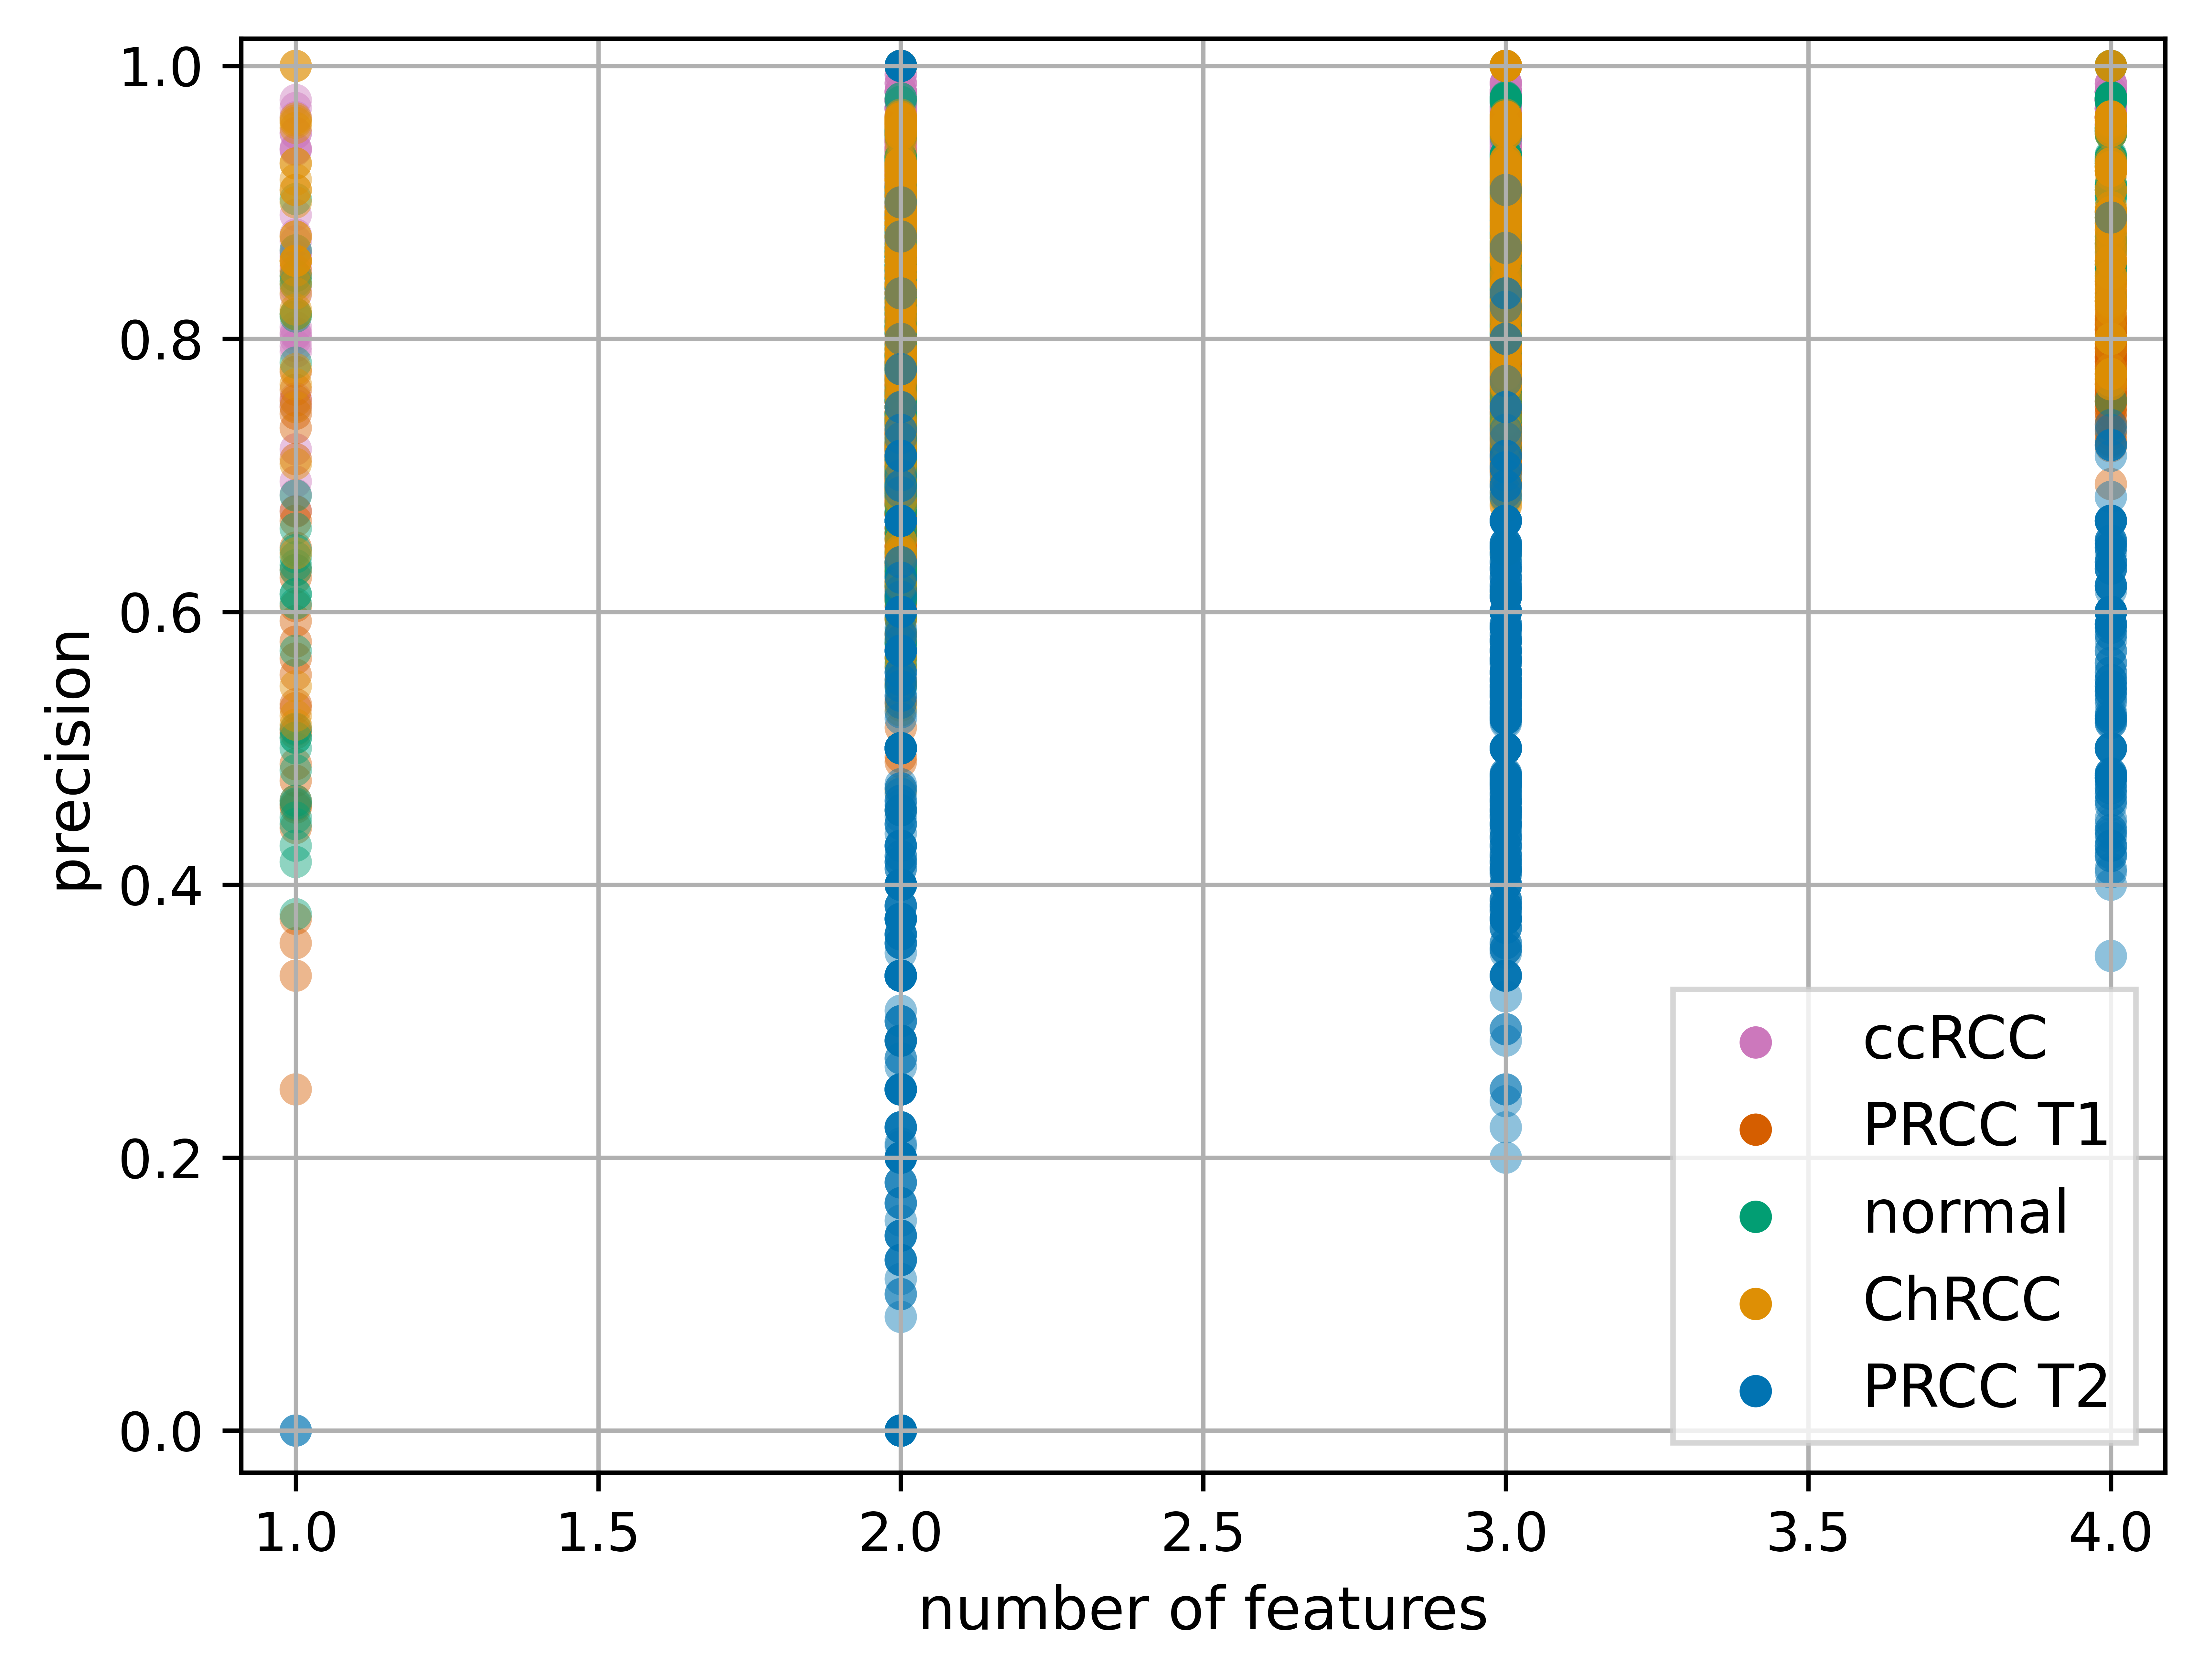 1.0
0.8
0.6
0.4
0.2
0.0
precision
ccRCC
PRCC T1
normal
ChRCC
PRCC T2
1.0 1.5 2.0 2.5 3.0 3.5 4.0
number of features